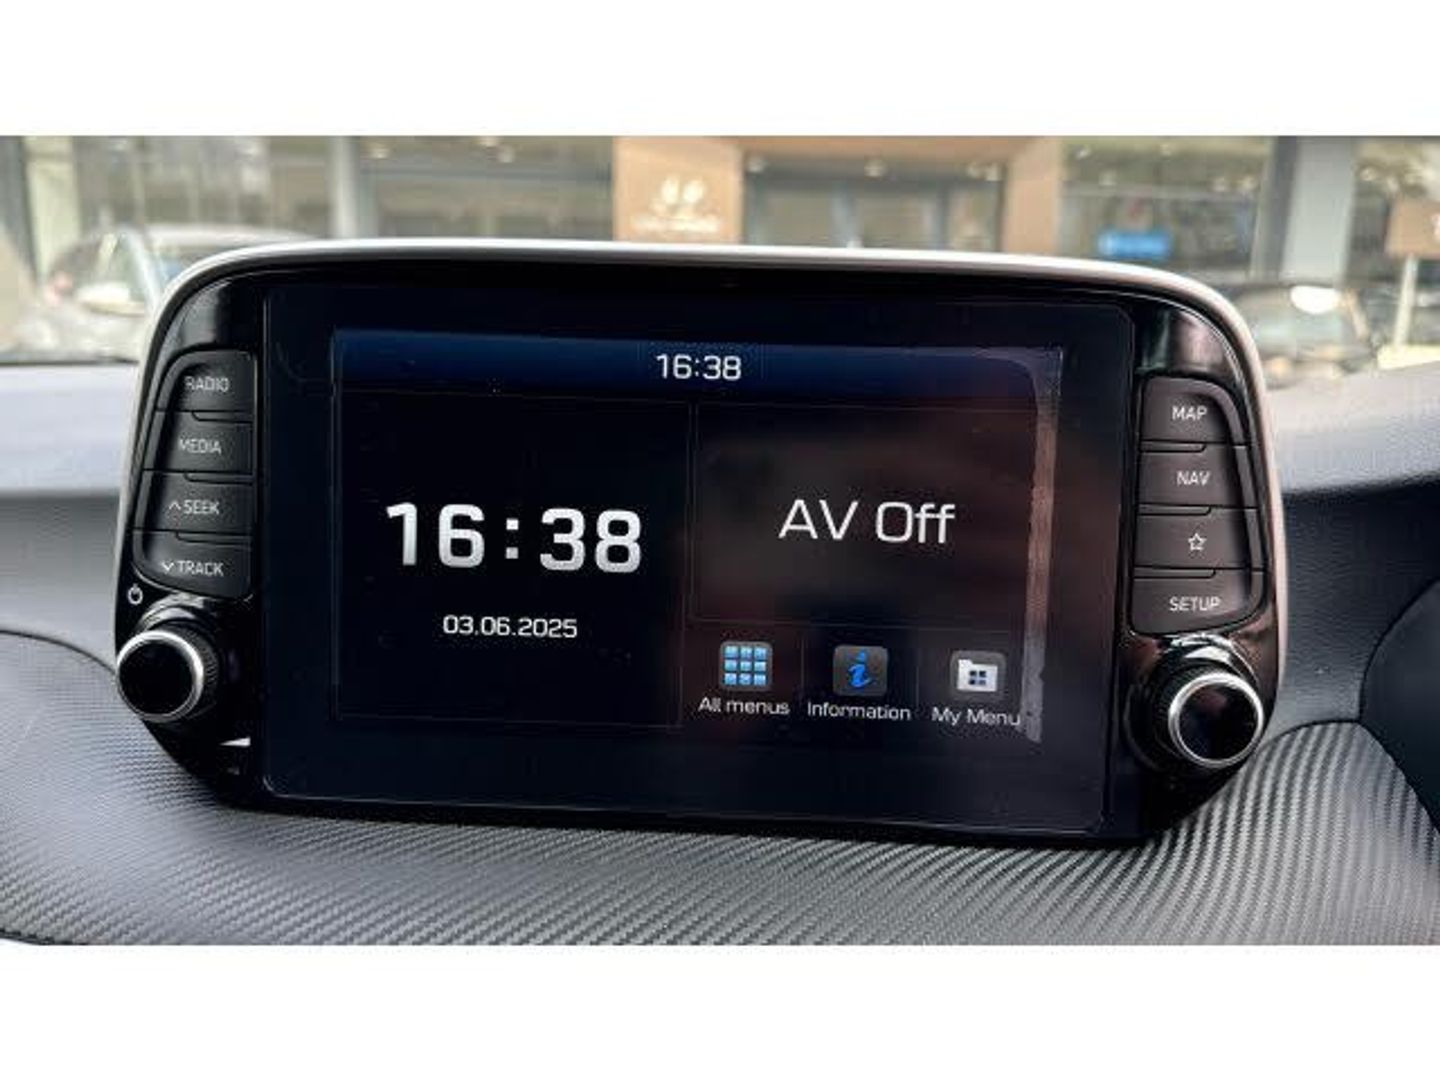 16:38
RADIO
MEDIA
SEEK
TRACK
16:38
03.06.2025
AV Off
All menus
Information
My Menu
MAP
NAV
SETUP